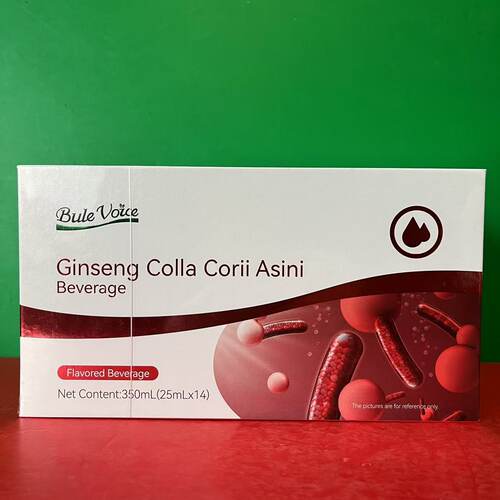 Bule Voice
Ginseng Colla Corii Asini
Beverage
Flavored Beverage
Net Content:350mL(25mLx14)
The pictures are for reference only.